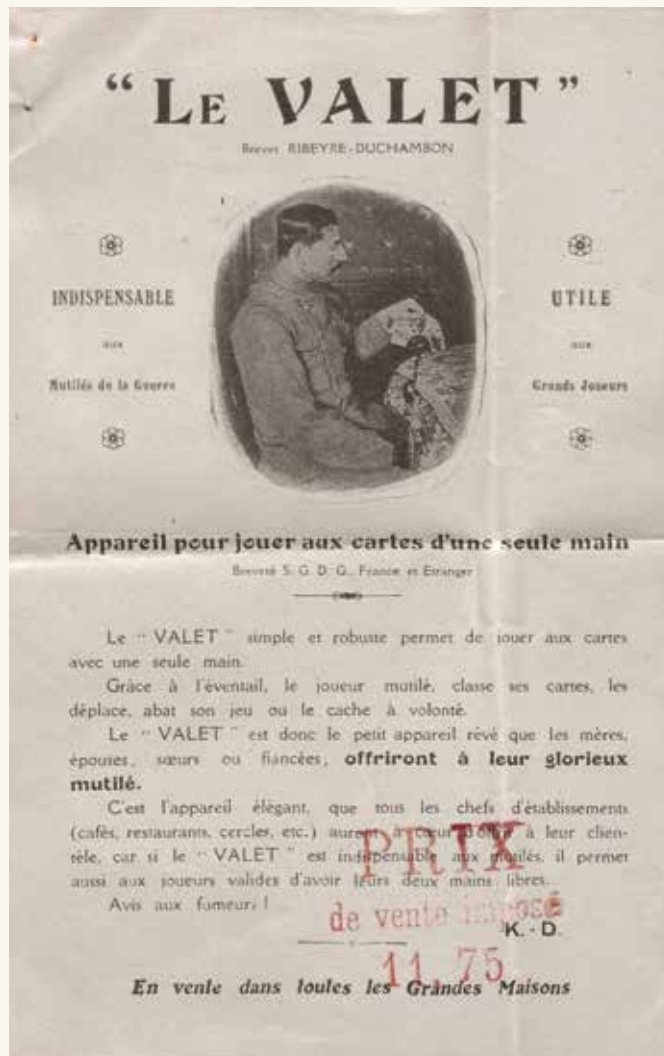 “LE VALET”
Brevet RIBEYRE-DUCHAMBON
INDISPENSABLE
aux
Mutilés de la Guerre
UTILE
aux
Grands Joueurs
Appareil pour jouer aux cartes d'une seule main
Breveté S. G. D. G., France et Etranger
Le “VALET” simple et robuste permet de jouer aux cartes
avec une seule main.
Grâce à l'éventail, le joueur mutilé, classe ses cartes, les
déplace, abat son jeu ou le cache à volonté.
Le “VALET” est donc le petit appareil rêvé que les mères,
épouses, sœurs ou fiancées, offriront à leur glorieux
mutilé.
C'est l'appareil élégant, que tous les chefs d'établissements
(cafés, restaurants, cercles, etc.) auront à cœur d'offrir à leur clien-
tèle, car si le “VALET” est indispensable aux mutilés, il permet
aussi aux joueurs valides d'avoir leurs deux mains libres...
Avis aux fumeurs !
K. - D.
PRIX
de vente imposé
11,75
En vente dans toutes les Grandes Maisons